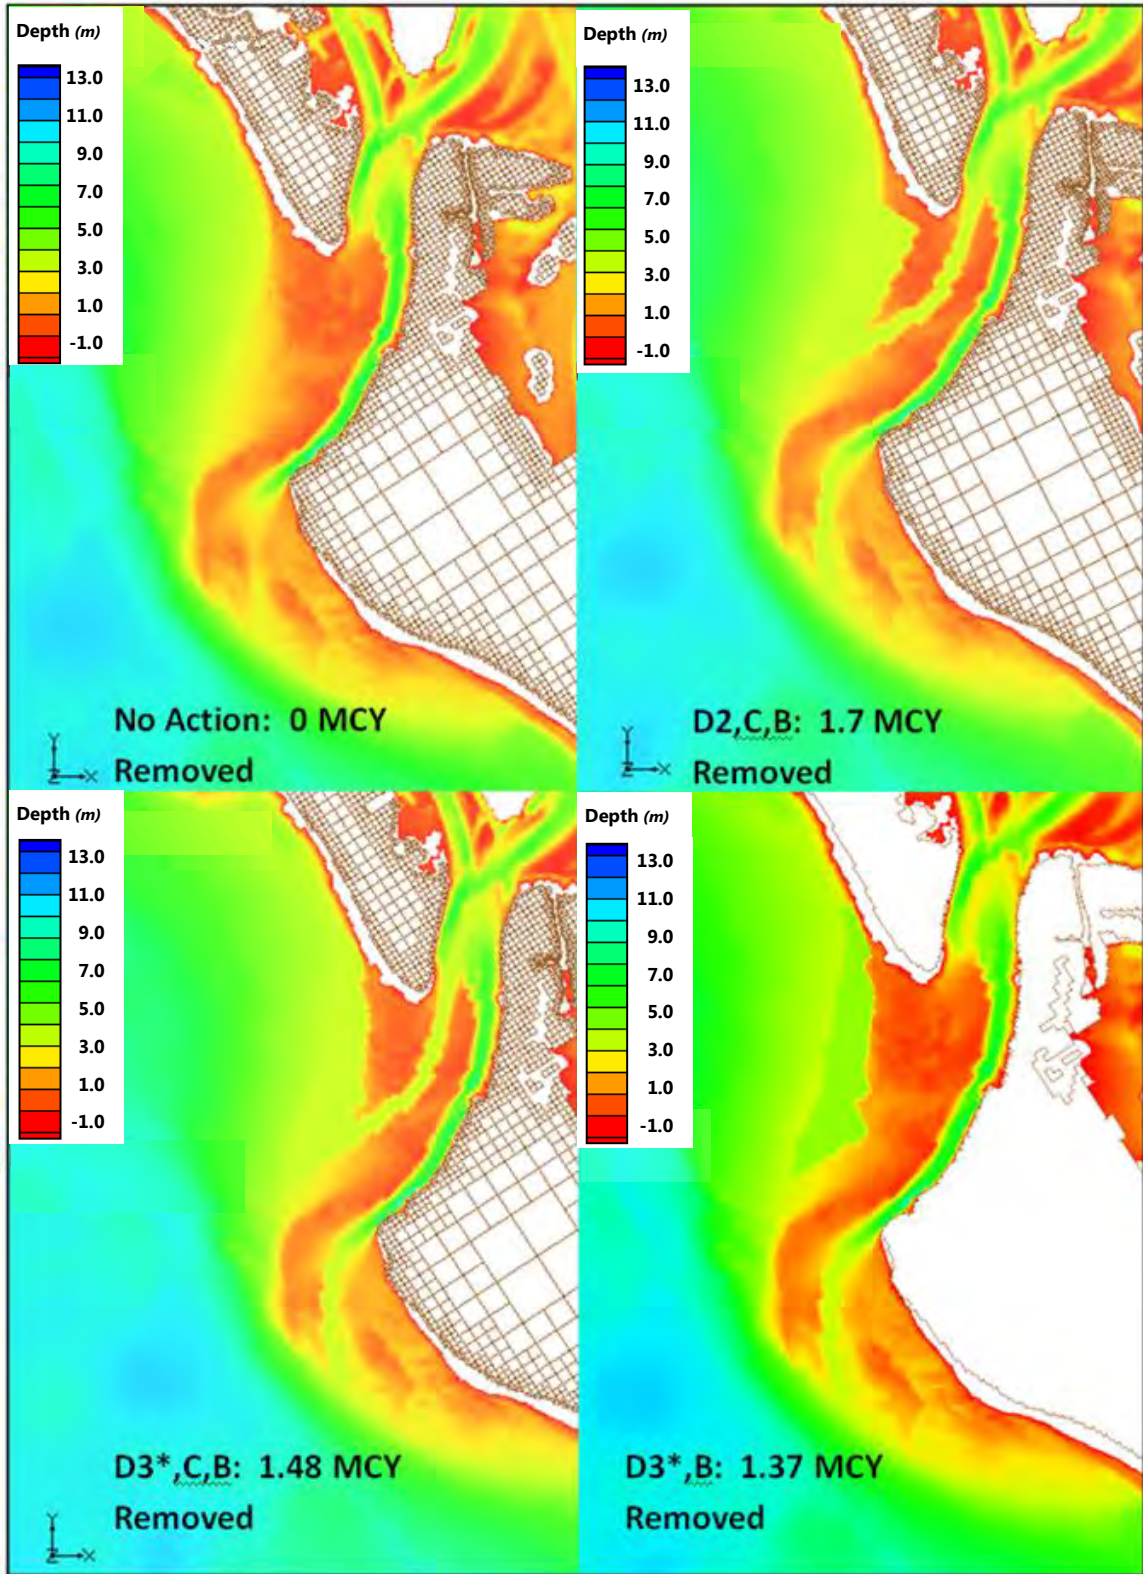 Depth (m)
13.0
11.0
9.0
7.0
5.0
3.0
1.0
-1.0
No Action: 0 MCY
Removed
Y
Z
X
Depth (m)
13.0
11.0
9.0
7.0
5.0
3.0
1.0
-1.0
D2,C,B: 1.7 MCY
Removed
Y
Z
X
Depth (m)
13.0
11.0
9.0
7.0
5.0
3.0
1.0
-1.0
D3*,C,B: 1.48 MCY
Removed
Y
Z
X
Depth (m)
13.0
11.0
9.0
7.0
5.0
3.0
1.0
-1.0
D3*,B: 1.37 MCY
Removed